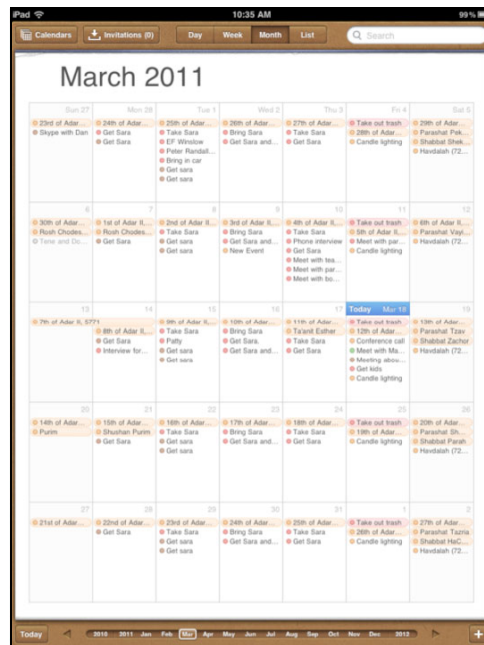 iPad 10:35 AM 99%
Calendars Invitations (0) Day Week Month List Search
March 2011
Sun 27 Mon 28 Tue 1 Wed 2 Thu 3 Fri 4 Sat 5
23rd of Adar...
Skype with Dan
24th of Adar...
Get Sara
25th of Adar...
Take Sara
EF Winslow
Peter Randall...
Bring in car
Get sara
Get sara
26th of Adar...
Bring Sara
Get Sara and...
27th of Adar...
Take Sara
Get Sara
Take out trash
28th of Adar...
Candle lighting
29th of Adar...
Parashat Pek...
Shabbat Shek...
Havdalah (72...
6 7 8 9 10 11 12
30th of Adar...
Rosh Chodes...
Tene and Do...
1st of Adar II,...
Rosh Chodes...
Get Sara
2nd of Adar II...
Take Sara
Get sara
Get sara
3rd of Adar II,...
Bring Sara
Get Sara and...
New Event
4th of Adar II,...
Take Sara
Phone interview
Get Sara
Meet with tea...
Meet with par...
Meet with bo...
Take out trash
5th of Adar II,...
Meet with par...
Candle lighting
6th of Adar II,...
Parashat Vayi...
Havdalah (72...
13 14 15 16 17 Today Mar 18 19
7th of Adar II, 5771
8th of Adar II,...
Get Sara
Interview for...
9th of Adar II,...
Take Sara
Patty
Get sara
Get sara
10th of Adar...
Bring Sara
Get Sara,
Get Sara and...
11th of Adar...
Ta'anit Esther
Take Sara
Get Sara
Take out trash
12th of Adar...
Conference call
Meet with Ma...
Meeting abou...
Get kids
Candle lighting
13th of Adar...
Parashat Tzav
Shabbat Zachor
Havdalah (72...
20 21 22 23 24 25 26
14th of Adar...
Purim
15th of Adar...
Shushan Purim
Get Sara
16th of Adar...
Take Sara
Get sara
Get sara
17th of Adar...
Bring Sara
Get Sara and...
18th of Adar...
Take Sara
Get Sara
Take out trash
19th of Adar...
Candle lighting
20th of Adar...
Parashat Sh...
Shabbat Parah
Havdalah (72...
27 28 29 30 31 1 2
21st of Adar...
22nd of Adar...
Get Sara
23rd of Adar...
Take Sara
Get sara
Get sara
24th of Adar...
Bring Sara
Get Sara and...
25th of Adar...
Take Sara
Get Sara
Take out trash
26th of Adar...
Candle lighting
27th of Adar...
Parashat Tazria
Shabbat HaC...
Havdalah (72...
Today 2010 2011 Jan Feb Mar Apr May Jun Jul Aug Sep Oct Nov Dec 2012 +